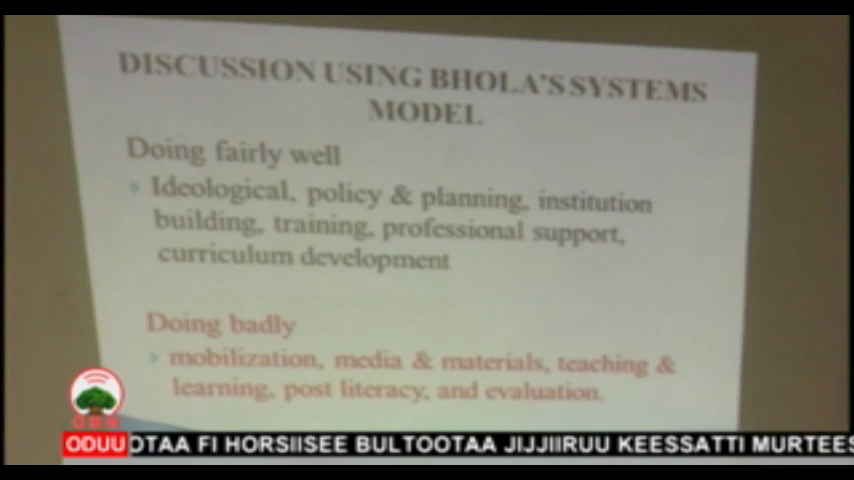 DISCUSSION USING BHOLA'S SYSTEMS
MODEL
Doing fairly well
Ideological, policy & planning, institution
building, training, professional support,
curriculum development
Doing badly
mobilization, media & materials, teaching &
learning, post literacy, and evaluation.
OBN
ODUU OTAA FI HORSIISEE BULTOOTAA JIJJIIRUU KEESSATTI MURTEES